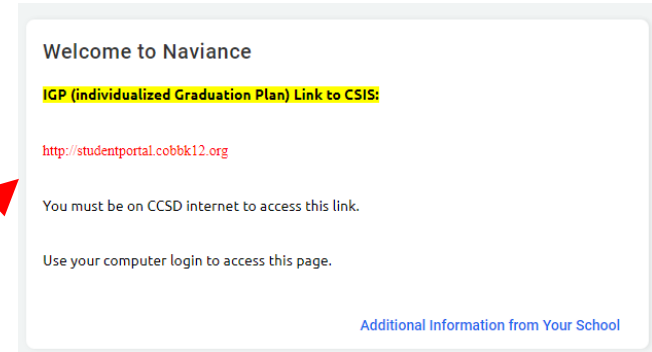 Welcome to Naviance
IGP (individualized Graduation Plan) Link to CSIS:
http://studentportal.cobbk12.org
You must be on CCSD internet to access this link.
Use your computer login to access this page.
Additional Information from Your School